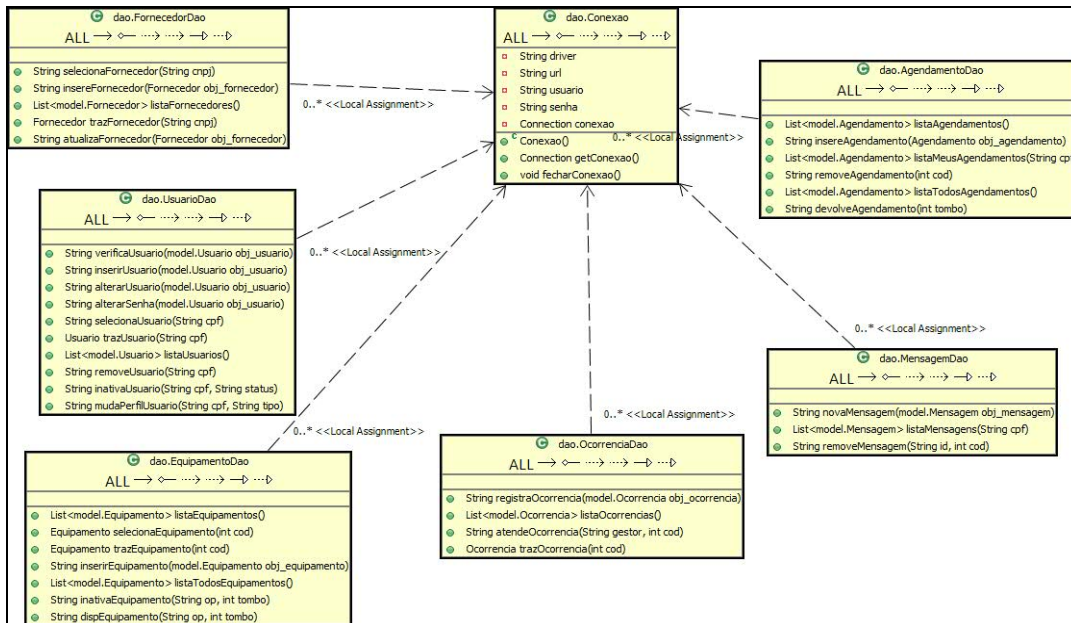 dao.FornecedorDao
ALL
String selecionaFornecedor(String cnpj)
String insereFornecedor(Fornecedor obj_fornecedor)
List<model.Fornecedor> listaFornecedores()
Fornecedor trazFornecedor(String cnpj)
String atualizaFornecedor(Fornecedor obj_fornecedor)
0..* <<Local Assignment>>
dao.Conexao
ALL
String driver
String url
String usuario
String senha
Connection conexao
Conexao()
Connection getConexao()
void fecharConexao()
0..* <<Local Assignment>>
dao.AgendamentoDao
ALL
List<model.Agendamento> listaAgendamentos()
String insereAgendamento(Agendamento obj_agendamento)
List<model.Agendamento> listaMeusAgendamentos(String cpf
String removeAgendamento(int cod)
List<model.Agendamento> listaTodosAgendamentos()
String devolveAgendamento(int tombo)
dao.UsuarioDao
ALL
String verificaUsuario(model.Usuario obj_usuario)
String inserirUsuario(model.Usuario obj_usuario)
String alterarUsuario(model.Usuario obj_usuario)
String alterarSenha(model.Usuario obj_usuario)
String selecionaUsuario(String cpf)
Usuario trazUsuario(String cpf)
List<model.Usuario> listaUsuarios()
String removeUsuario(String cpf)
String inativaUsuario(String cpf, String status)
String mudaPerfilUsuario(String cpf, String tipo)
0..* <<Local Assignment>>
0..* <<Local Assignment>>
dao.MensagemDao
ALL
String novaMensagem(model.Mensagem obj_mensagem)
List<model.Mensagem> listaMensagens(String cpf)
String removeMensagem(String id, int cod)
0..* <<Local Assignment>>
dao.EquipamentoDao
ALL
List<model.Equipamento> listaEquipamentos()
Equipamento selecionaEquipamento(int cod)
Equipamento trazEquipamento(int cod)
String inserirEquipamento(model.Equipamento obj_equipamento)
List<model.Equipamento> listaTodosEquipamentos()
String inativaEquipamento(String op, int tombo)
String dispEquipamento(String op, int tombo)
0..* <<Local Assignment>>
dao.OcorrenciaDao
ALL
String registraOcorrencia(model.Ocorrencia obj_ocorrencia)
List<model.Ocorrencia> listaOcorrencias()
String atendeOcorrencia(String gestor, int cod)
Ocorrencia trazOcorrencia(int cod)